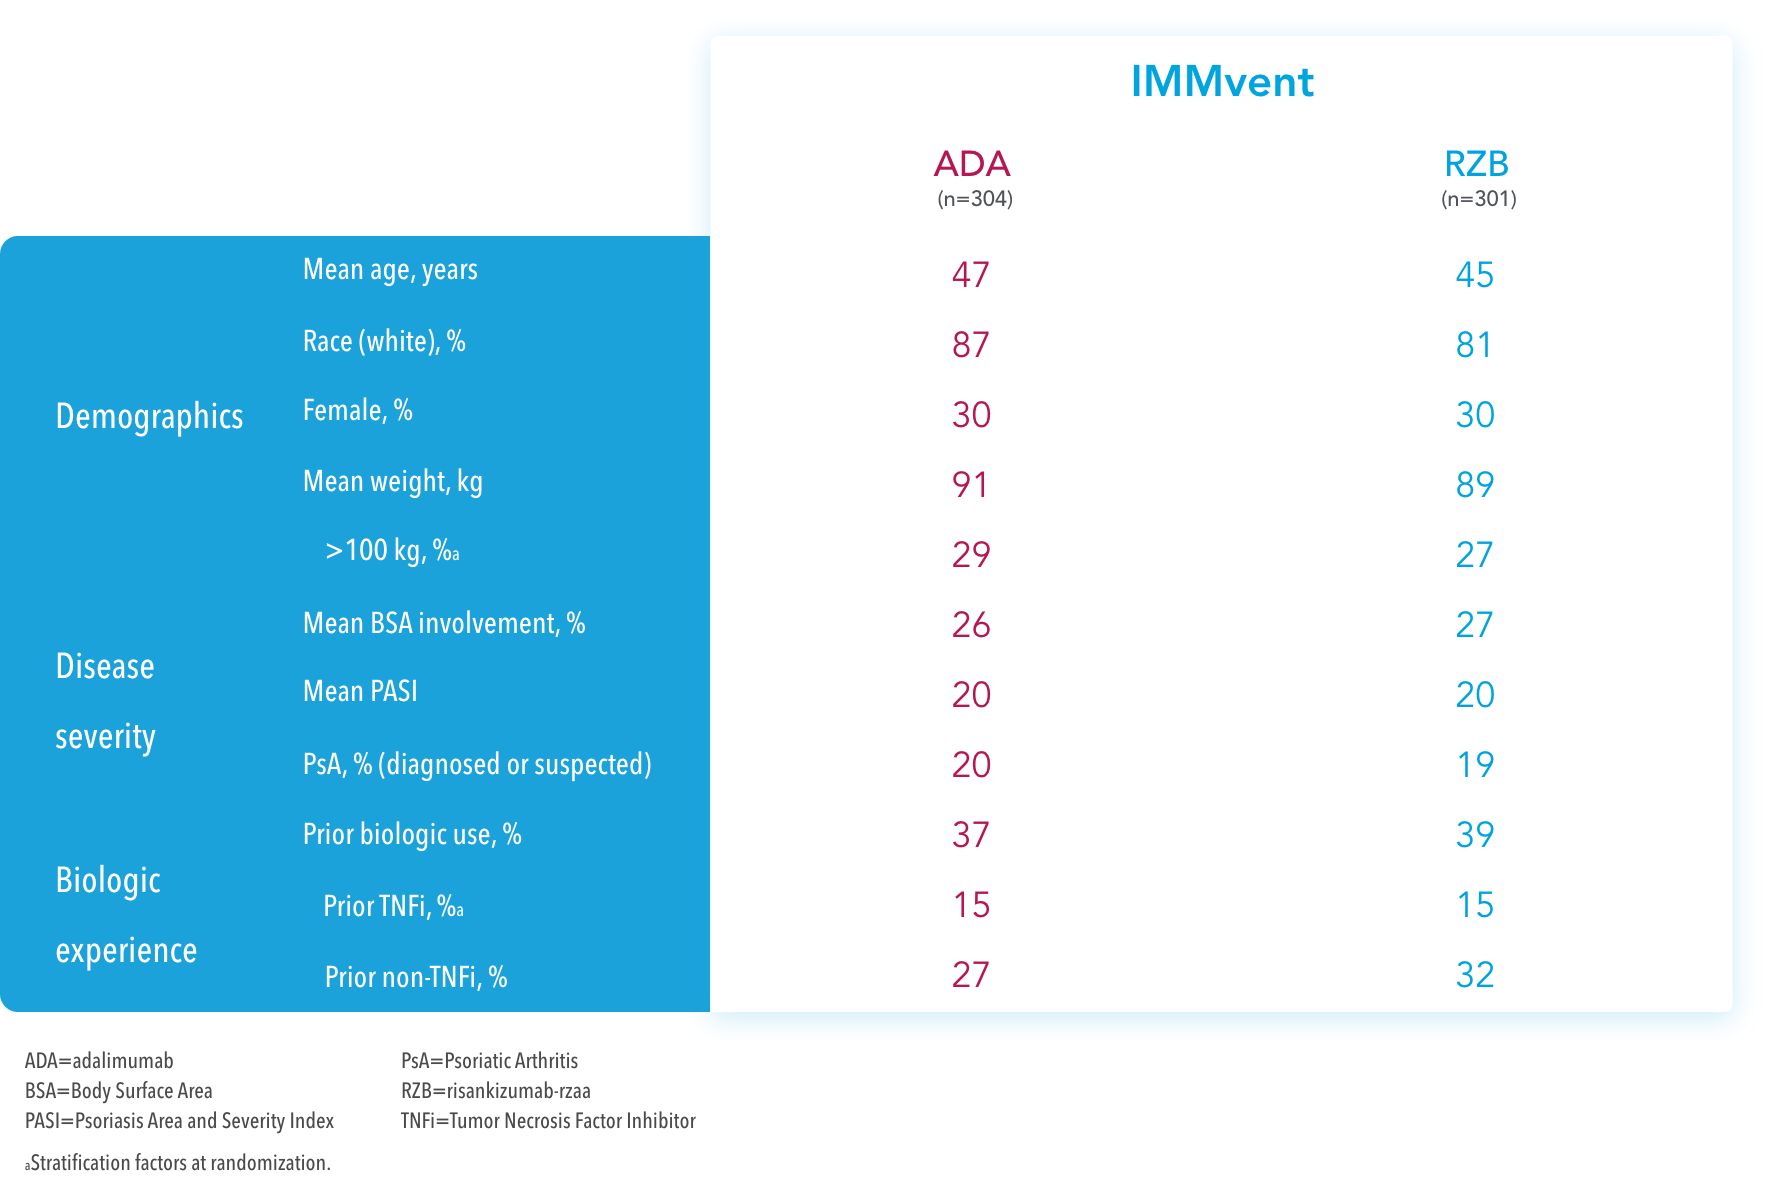 IMMvent
ADA RZB
(n=304) (n=301)
Mean age, years 47 45
Race (white), % 87 81
Demographics Female, % 30 30
Mean weight, kg 91 89
>100 kg, %a 29 27
Mean BSA involvement, % 26 27
Disease
Mean PASI 20 20
severity
PsA, % (diagnosed or suspected) 20 19
Prior biologic use, % 37 39
Biologic
Prior TNFi, %a 15 15
experience
Prior non-TNFi, % 27 32
ADA=adalimumab PsA=Psoriatic Arthritis
BSA=Body Surface Area RZB=risankizumab-rzaa
PASI=Psoriasis Area and Severity Index TNFi=Tumor Necrosis Factor Inhibitor
aStratification factors at randomization.